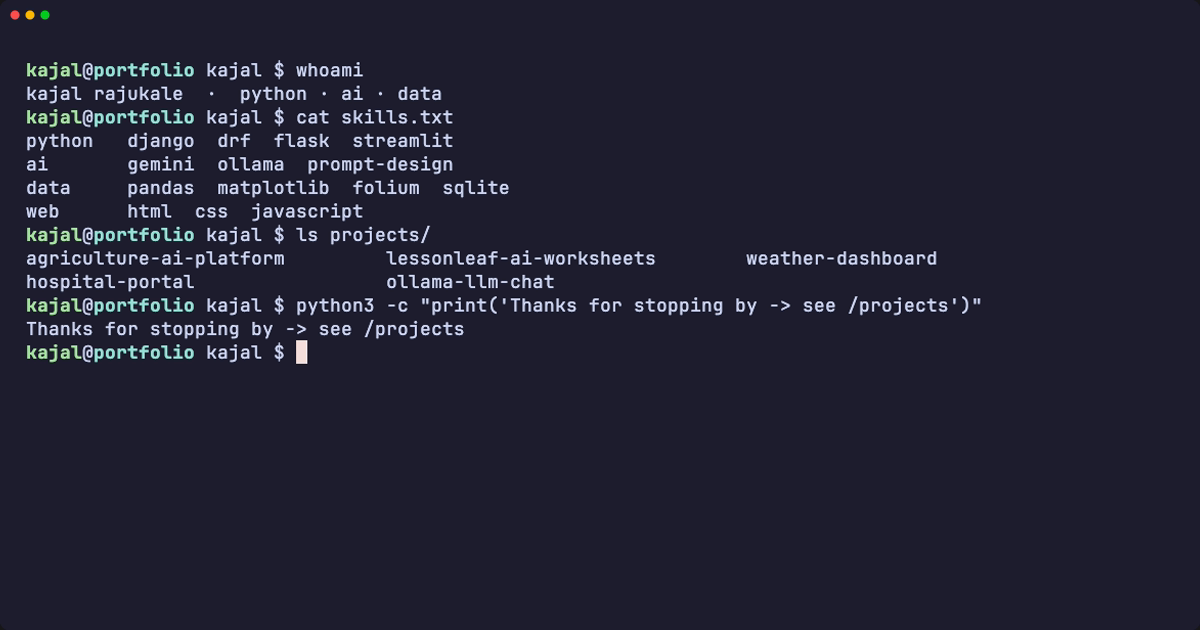 kajal@portfolio kajal $ whoami
kajal rajukale  ·  python · ai · data
kajal@portfolio kajal $ cat skills.txt
python   django  drf  flask  streamlit
ai       gemini  ollama  prompt-design
data     pandas  matplotlib  folium  sqlite
web      html  css  javascript
kajal@portfolio kajal $ ls projects/
agriculture-ai-platform         lessonleaf-ai-worksheets        weather-dashboard
hospital-portal                 ollama-llm-chat
kajal@portfolio kajal $ python3 -c "print('Thanks for stopping by -> see /projects')"
Thanks for stopping by -> see /projects
kajal@portfolio kajal $